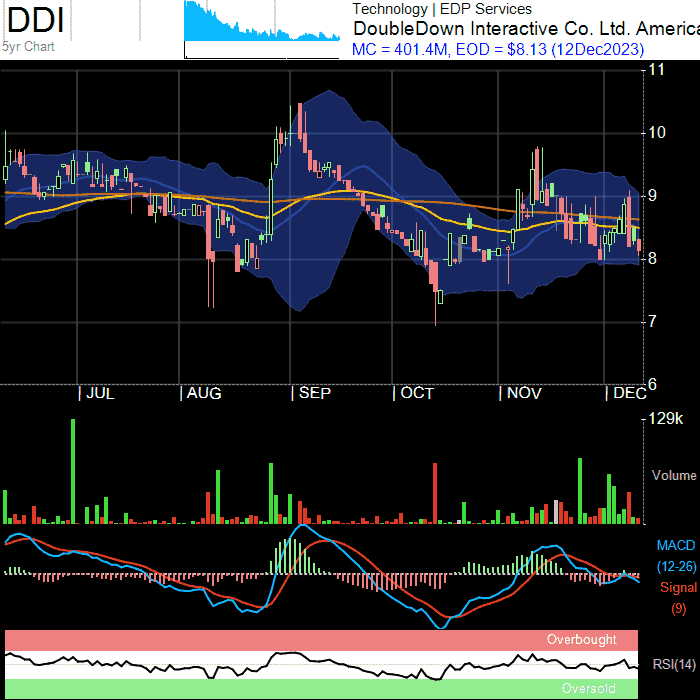 DDI
5yr Chart
Technology | EDP Services
DoubleDown Interactive Co. Ltd. America
MC = 401.4M, EOD = $8.13 (12Dec2023)
11
10
9
8
7
6
JUL
AUG
SEP
OCT
NOV
DEC
129k
Volume
MACD
(12-26)
Signal
(9)
Overbought
RSI(14)
Oversold